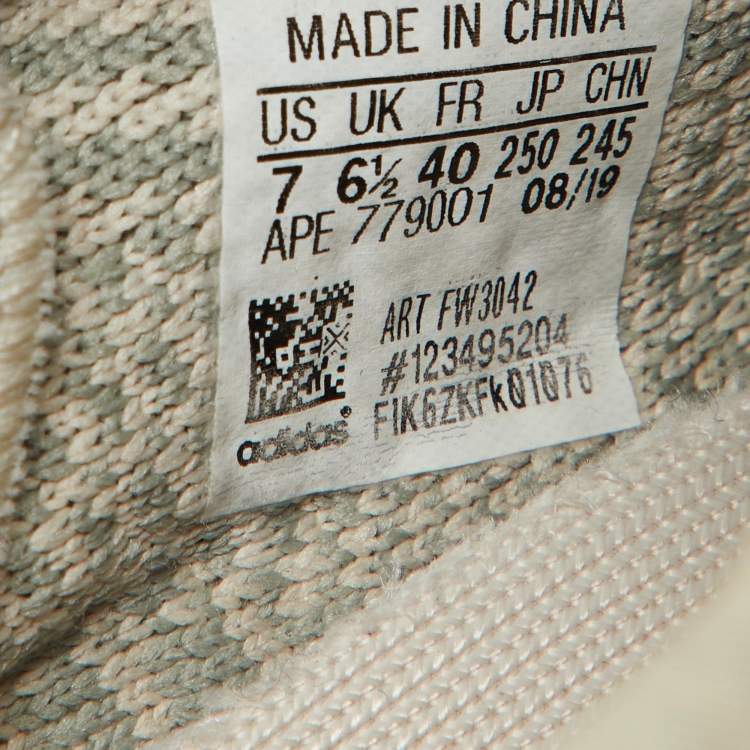 MADE IN CHINA
US UK FR JP CHN
7 6½ 40 250 245
APE 779001 08/19
ART FW3042
#123495204
F1K6ZKFk01076
adidas®